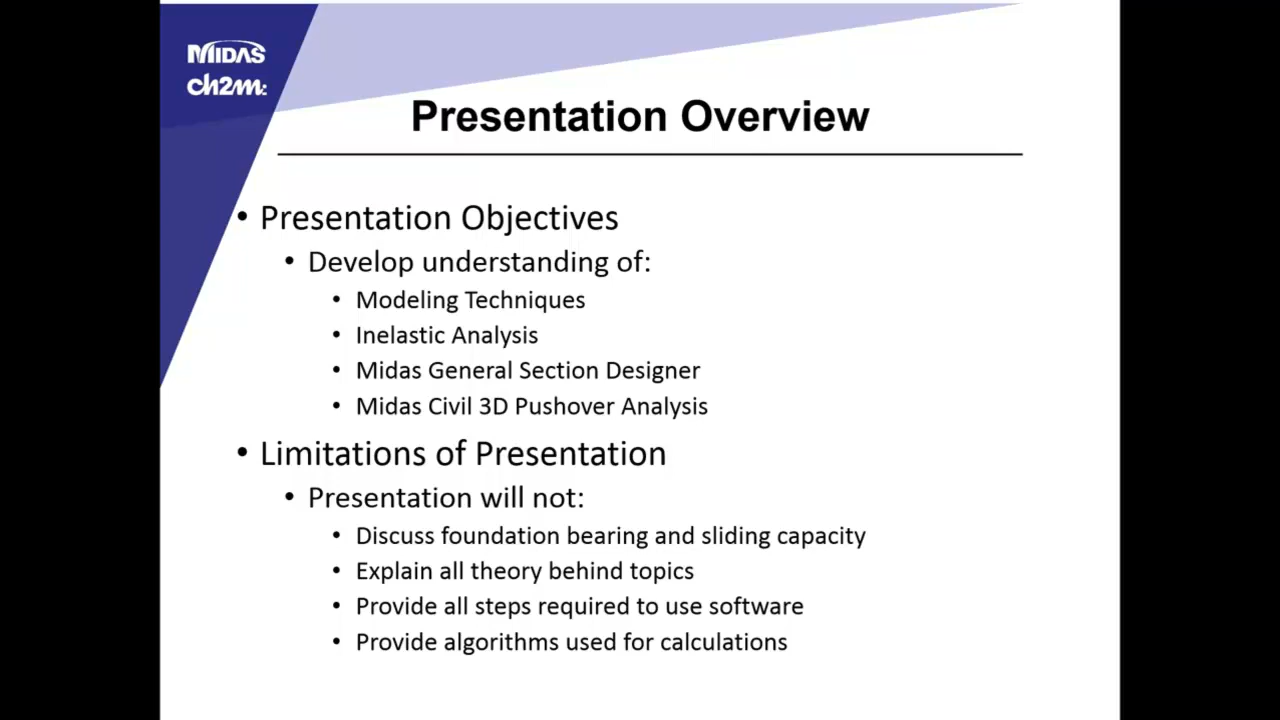 MIDAS
ch2m:
Presentation Overview
• Presentation Objectives
• Develop understanding of:
• Modeling Techniques
• Inelastic Analysis
• Midas General Section Designer
• Midas Civil 3D Pushover Analysis
• Limitations of Presentation
• Presentation will not:
• Discuss foundation bearing and sliding capacity
• Explain all theory behind topics
• Provide all steps required to use software
• Provide algorithms used for calculations